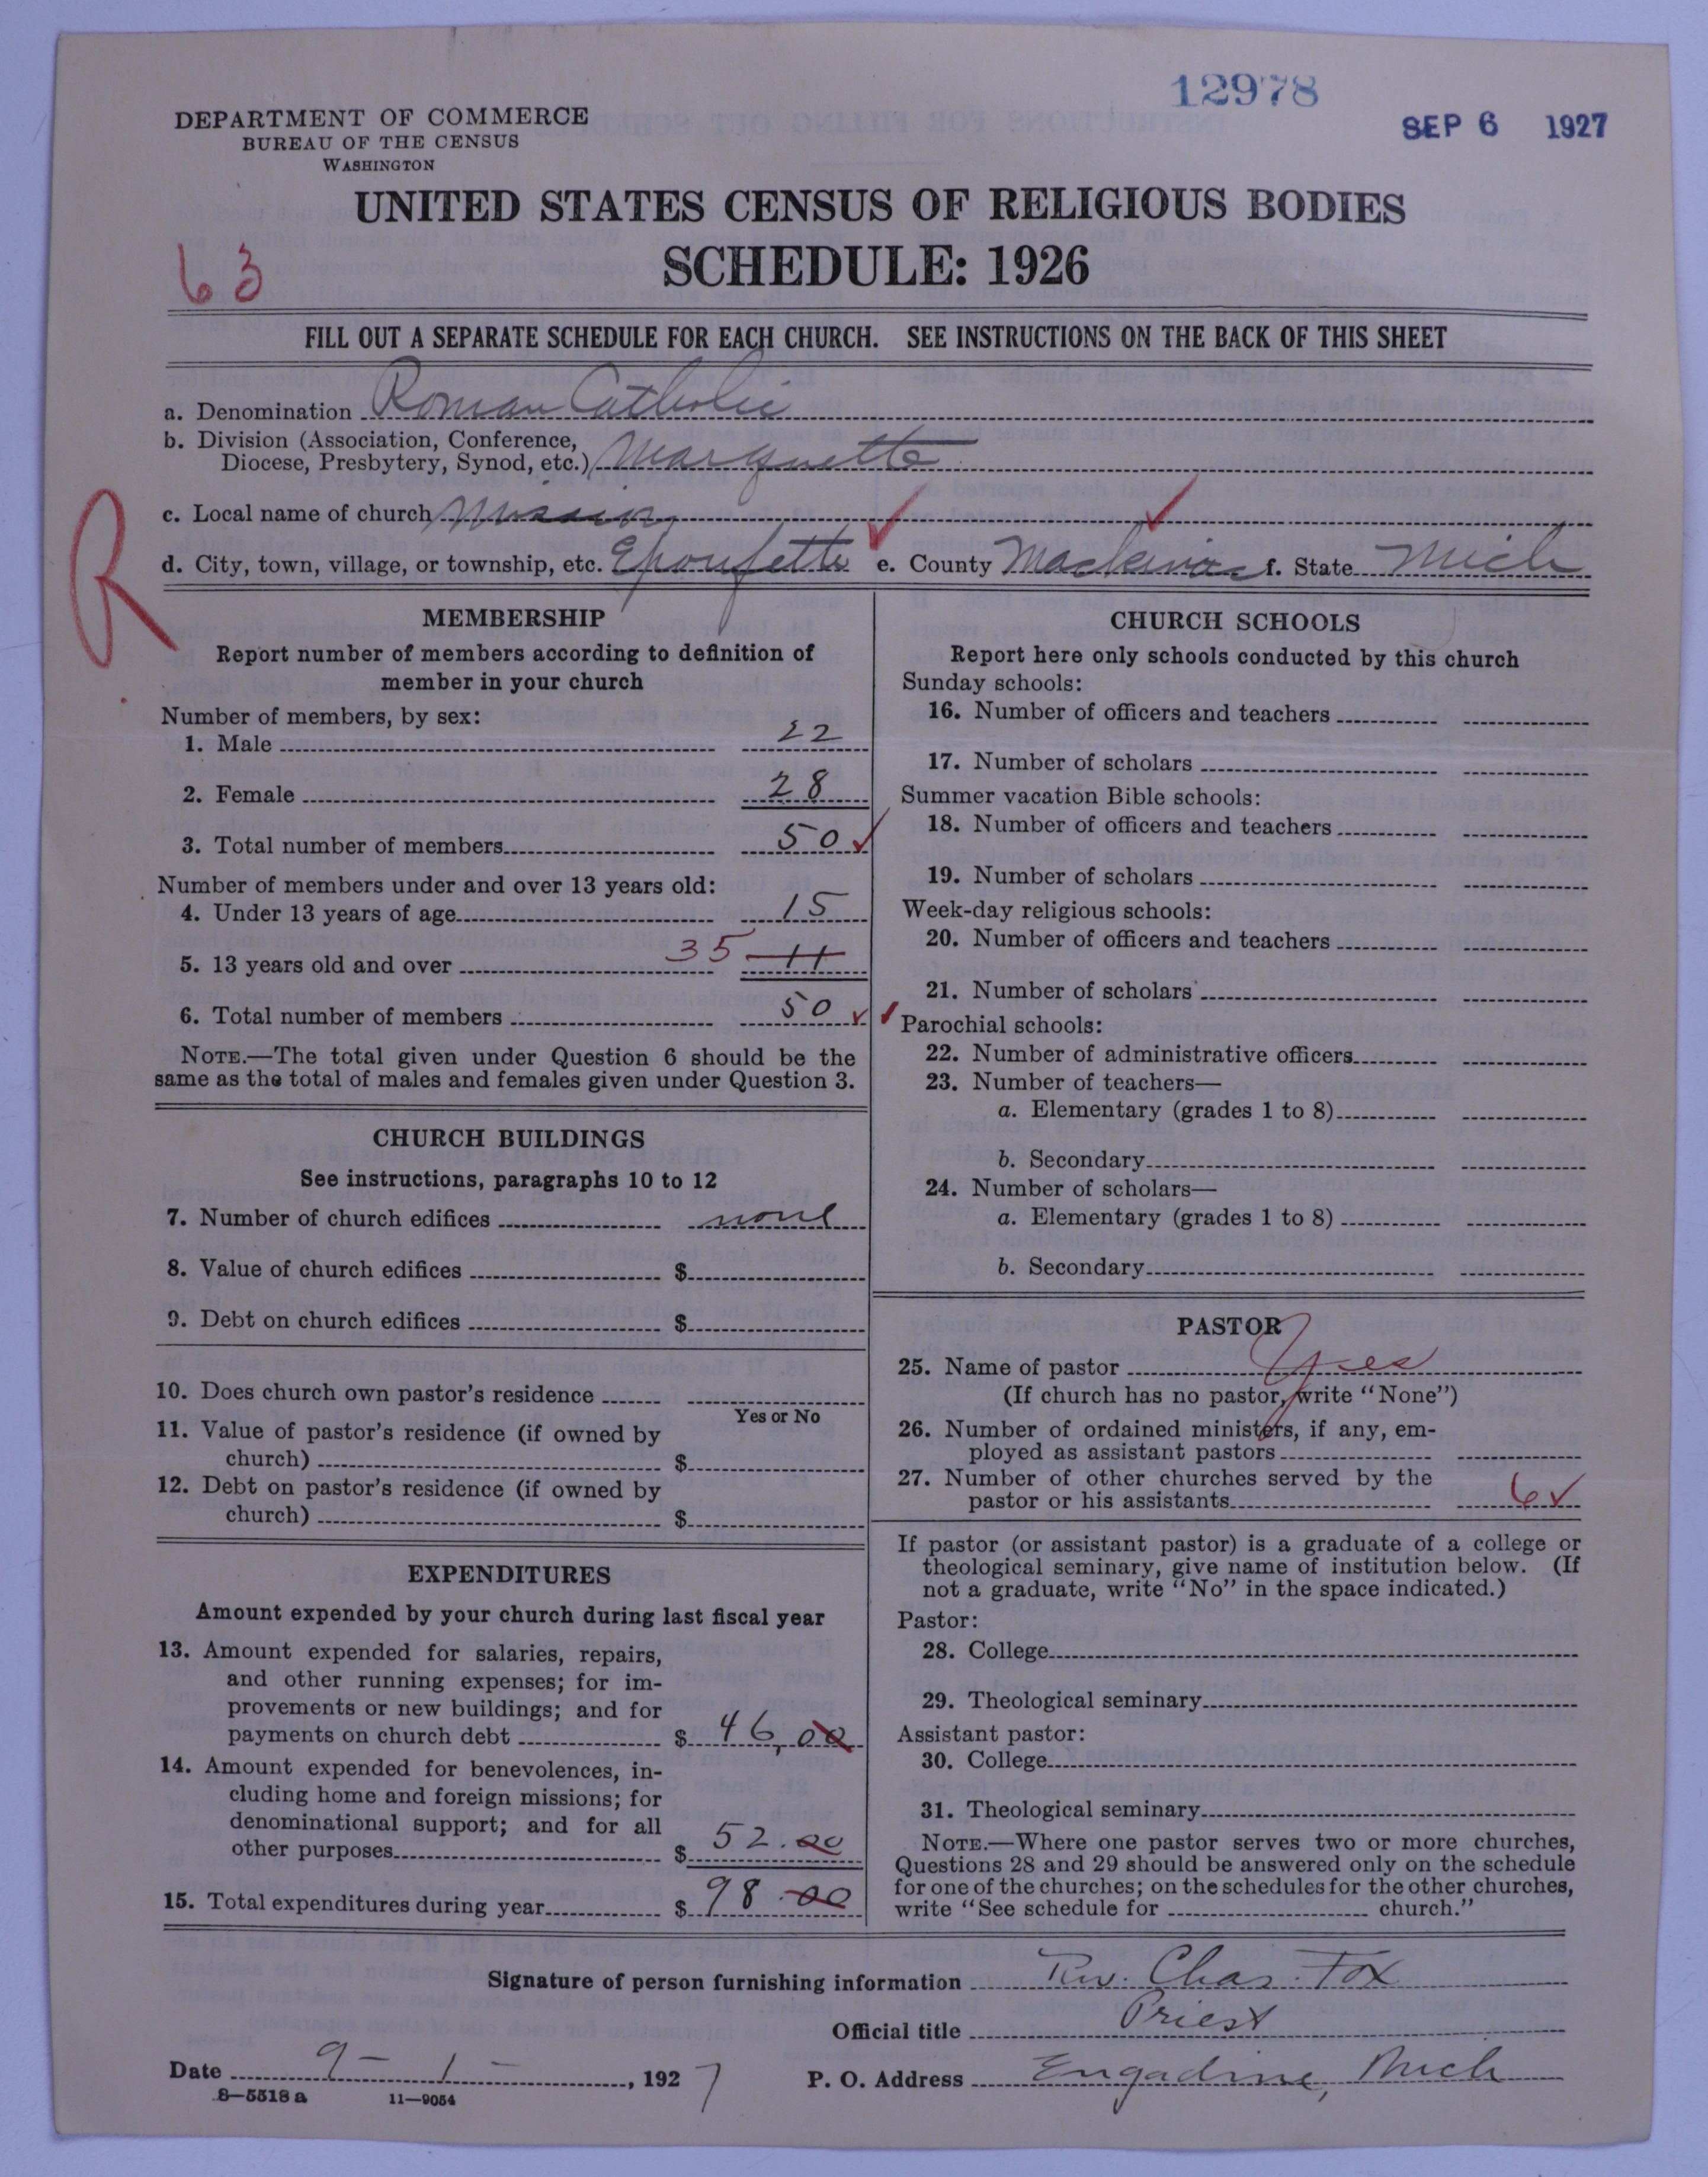 12978
SEP 6 1927
DEPARTMENT OF COMMERCE
BUREAU OF THE CENSUS
WASHINGTON
UNITED STATES CENSUS OF RELIGIOUS BODIES
SCHEDULE: 1926
63
FILL OUT A SEPARATE SCHEDULE FOR EACH CHURCH. SEE INSTRUCTIONS ON THE BACK OF THIS SHEET
a. Denomination Roman Catholic
b. Division (Association, Conference,
Diocese, Presbytery, Synod, etc.) Marquette
R
c. Local name of church Mission
d. City, town, village, or township, etc. Epoufette e. County Mackinac f. State Mich
MEMBERSHIP
Report number of members according to definition of
member in your church
Number of members, by sex:
1. Male 22
2. Female 28
3. Total number of members 50 ✓
Number of members under and over 13 years old:
4. Under 13 years of age 15
5. 13 years old and over 35 11
6. Total number of members 50 ✓
NOTE.—The total given under Question 6 should be the
same as the total of males and females given under Question 3.
CHURCH BUILDINGS
See instructions, paragraphs 10 to 12
7. Number of church edifices none
8. Value of church edifices $
9. Debt on church edifices $
10. Does church own pastor's residence
Yes or No
11. Value of pastor's residence (if owned by
church) $
12. Debt on pastor's residence (if owned by
church) $
EXPENDITURES
Amount expended by your church during last fiscal year
13. Amount expended for salaries, repairs,
and other running expenses; for im-
provements or new buildings; and for
payments on church debt $ 46,00
14. Amount expended for benevolences, in-
cluding home and foreign missions; for
denominational support; and for all
other purposes $ 52.00
15. Total expenditures during year $ 98.00
CHURCH SCHOOLS
Report here only schools conducted by this church
Sunday schools:
16. Number of officers and teachers
17. Number of scholars
Summer vacation Bible schools:
18. Number of officers and teachers
19. Number of scholars
Week-day religious schools:
20. Number of officers and teachers
21. Number of scholars
Parochial schools:
22. Number of administrative officers
23. Number of teachers—
a. Elementary (grades 1 to 8)
b. Secondary
24. Number of scholars—
a. Elementary (grades 1 to 8)
b. Secondary
PASTOR
25. Name of pastor Yes
(If church has no pastor, write "None")
26. Number of ordained ministers, if any, em-
ployed as assistant pastors
27. Number of other churches served by the
pastor or his assistants 6 ✓
If pastor (or assistant pastor) is a graduate of a college or
theological seminary, give name of institution below. (If
not a graduate, write "No" in the space indicated.)
Pastor:
28. College
29. Theological seminary
Assistant pastor:
30. College
31. Theological seminary
NOTE.—Where one pastor serves two or more churches,
Questions 28 and 29 should be answered only on the schedule
for one of the churches; on the schedules for the other churches,
write "See schedule for church."
Signature of person furnishing information Rev. Chas. Fox
Official title Priest
Date 9 - 1 - , 1927 P. O. Address Engadine, Mich
8—5518 a 11—9054